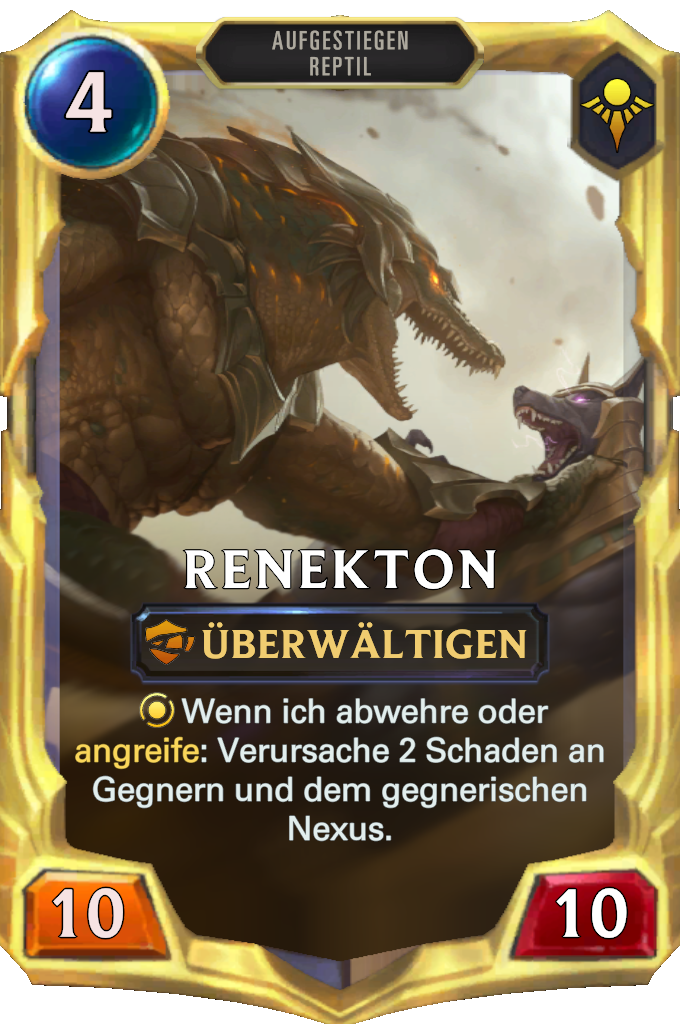 AUFGESTIEGEN
REPTIL
4
RENEKTON
ÜBERWÄLTIGEN
Wenn ich abwehre oder
angreife: Verursache 2 Schaden an
Gegnern und dem gegnerischen
Nexus.
10
10